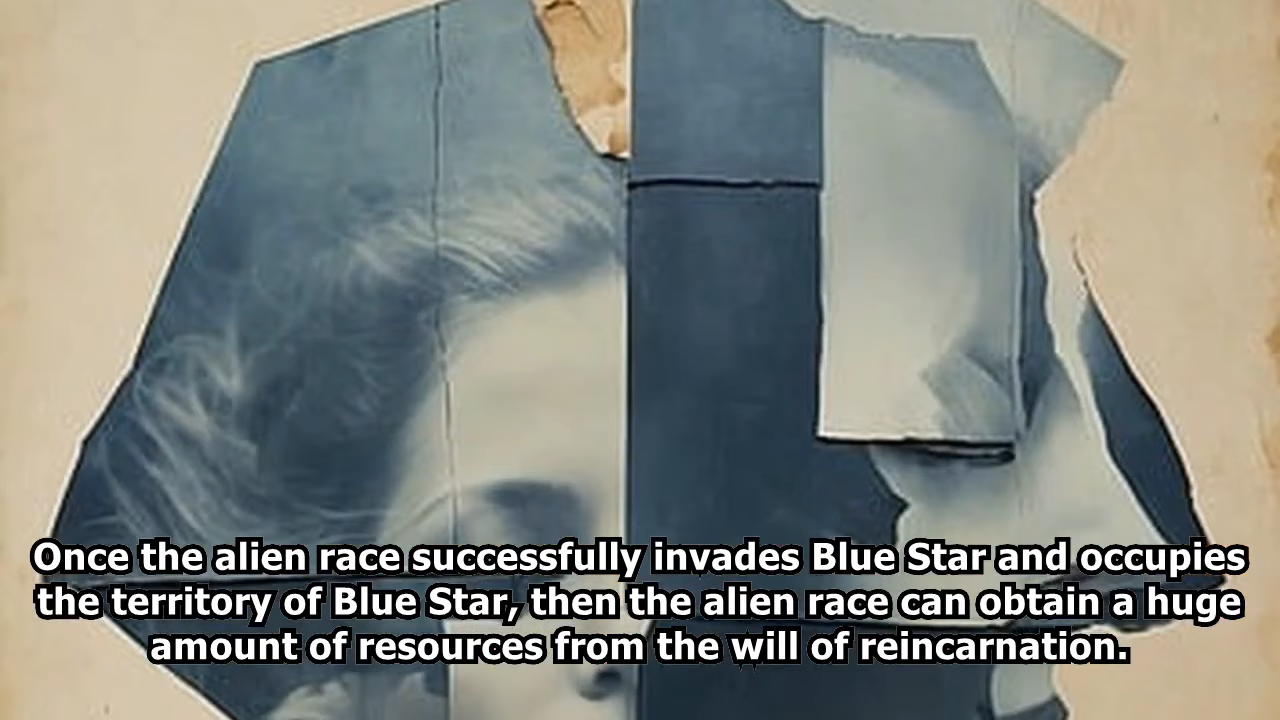 Once the alien race successfully invades Blue Star and occupies
the territory of Blue Star, then the alien race can obtain a huge
amount of resources from the will of reincarnation.